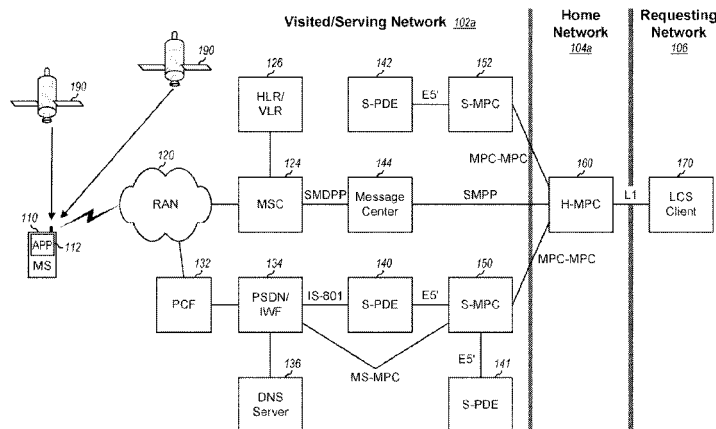 Visited/Serving Network 102a
Home
Network
104a
Requesting
Network
106
190
190
126
HLR/
VLR
142
S-PDE
E5'
152
S-MPC
MPC-MPC
120
RAN
124
MSC
SMDPP
144
Message
Center
SMPP
160
H-MPC
L1
170
LCS
Client
110
APP
112
MS
MPC-MPC
132
PCF
134
PSDN/
IWF
IS-801
140
S-PDE
E5'
150
S-MPC
MS-MPC
E5'
136
DNS
Server
141
S-PDE